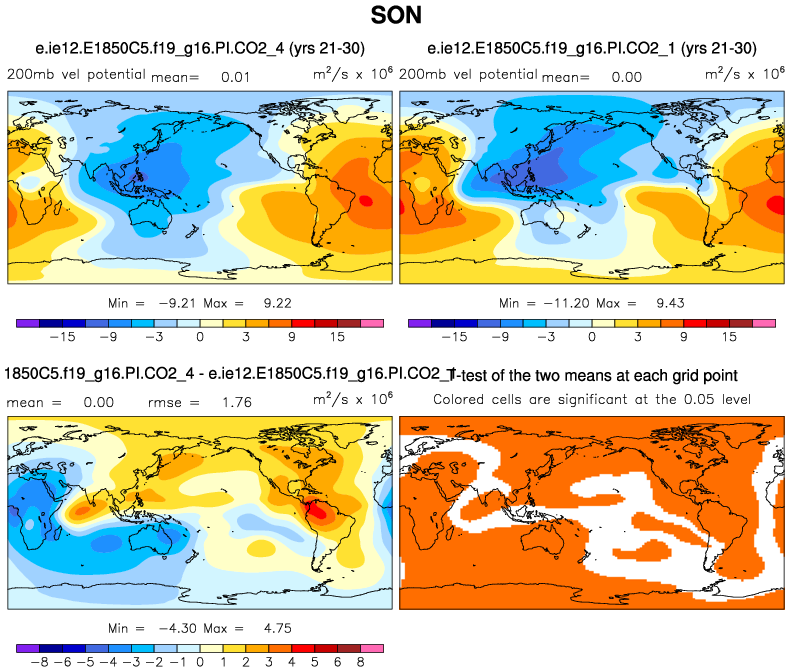 SON
e.ie12.E1850C5.f19_g16.PI.CO2_4 (yrs 21-30)
e.ie12.E1850C5.f19_g16.PI.CO2_1 (yrs 21-30)
200mb vel potential mean= 0.01 m²/s x 10⁶
200mb vel potential mean= 0.00 m²/s x 10⁶
Min = −9.21 Max = 9.22
Min = −11.20 Max = 9.43
−15 −9 −3 0 3 9 15
−15 −9 −3 0 3 9 15
1850C5.f19_g16.PI.CO2_4 - e.ie12.E1850C5.f19_g16.PI.CO2_
T-test of the two means at each grid point
mean = 0.00 rmse = 1.76 m²/s x 10⁶
Colored cells are significant at the 0.05 level
Min = −4.30 Max = 4.75
−8 −6 −5 −4 −3 −2 −1 0 1 2 3 4 5 6 8